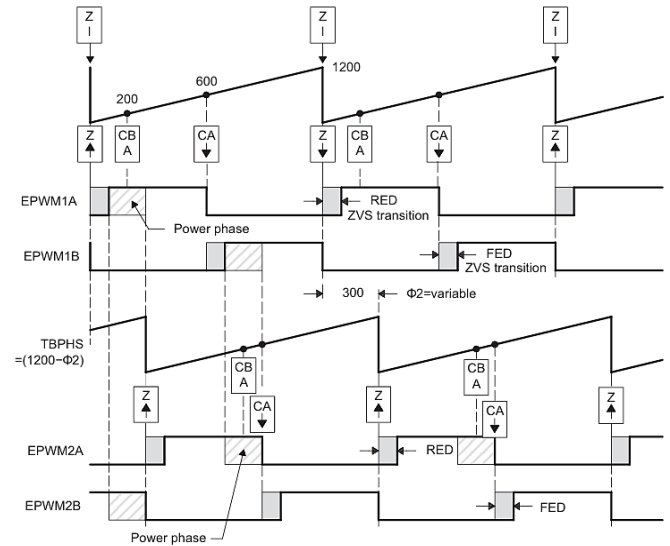 Z
I
Z
I
Z
I
1200
600
200
Z
CB
A
CA
Z
CB
A
CA
Z
EPWM1A
RED
ZVS transition
Power phase
EPWM1B
FED
ZVS transition
300
Φ2=variable
TBPHS
=(1200−Φ2)
CB
A
CB
A
Z
CA
Z
CA
Z
EPWM2A
RED
EPWM2B
FED
Power phase